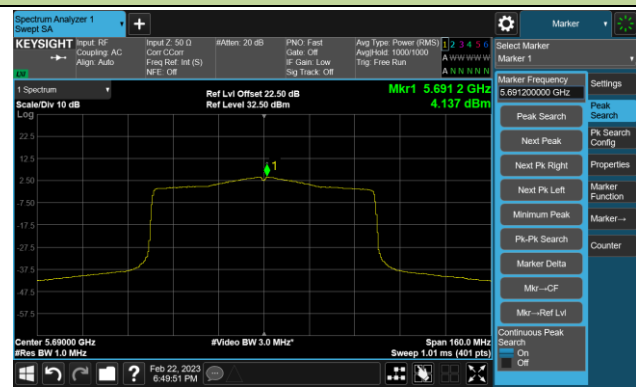 Spectrum Analyzer 1
Swept SA
+
Marker
KEYSIGHT
Input: RF
Coupling: AC
Align: Auto
Input Z: 50 Ω
Corr CCorr
Freq Ref: Int (S)
NFE: Off
#Atten: 20 dB
PNO: Fast
Gate: Off
IF Gain: Low
Sig Track: Off
Avg Type: Power (RMS)
Avg|Hold: 1000/1000
Trig: Free Run
1 2 3 4 5 6
A W W W W W
A N N N N N
LXI
Select Marker
Marker 1
1 Spectrum
Scale/Div 10 dB
Log
Ref Lvl Offset 22.50 dB
Ref Level 32.50 dBm
Mkr1 5.691 2 GHz
4.137 dBm
22.5
12.5
2.50
-7.50
-17.5
-27.5
-37.5
-47.5
-57.5
1
Center 5.69000 GHz
#Res BW 1.0 MHz
#Video BW 3.0 MHz*
Span 160.0 MHz
Sweep 1.01 ms (401 pts)
Marker Frequency
5.691200000 GHz
Peak Search
Next Peak
Next Pk Right
Next Pk Left
Minimum Peak
Pk-Pk Search
Marker Delta
Mkr→CF
Mkr→Ref Lvl
Continuous Peak
Search
On
Off
Settings
Peak
Search
Pk Search
Config
Properties
Marker
Function
Marker→
Counter
?
Feb 22, 2023
6:49:51 PM